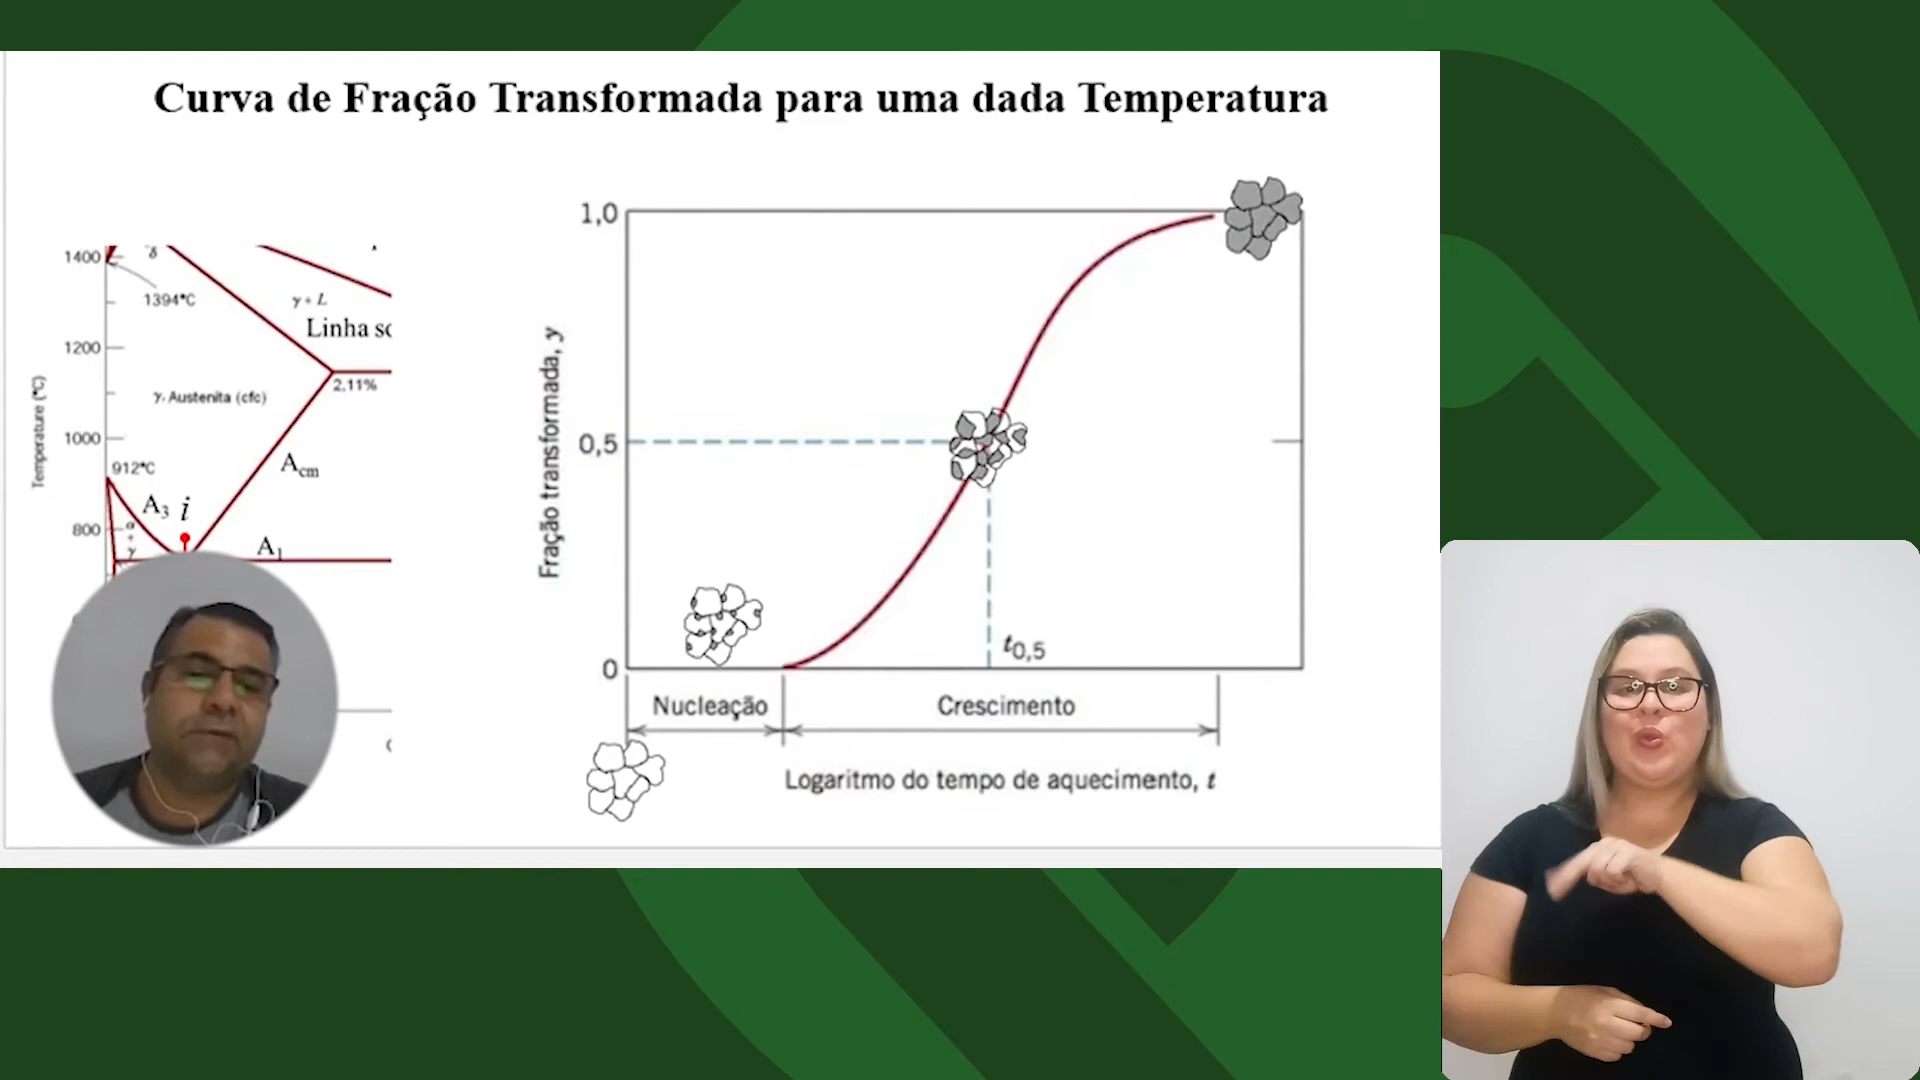 Curva de Fração Transformada para uma dada Temperatura
1400
δ
1394°C
γ + L
Linha so
1200
2,11%
γ, Austenita (cfc)
Temperature (°C)
1000
912°C
A3
i
Acm
800
α
+
γ
A1
1,0
0,5
0
Fração transformada, y
t0,5
Nucleação
Crescimento
Logaritmo do tempo de aquecimento, t